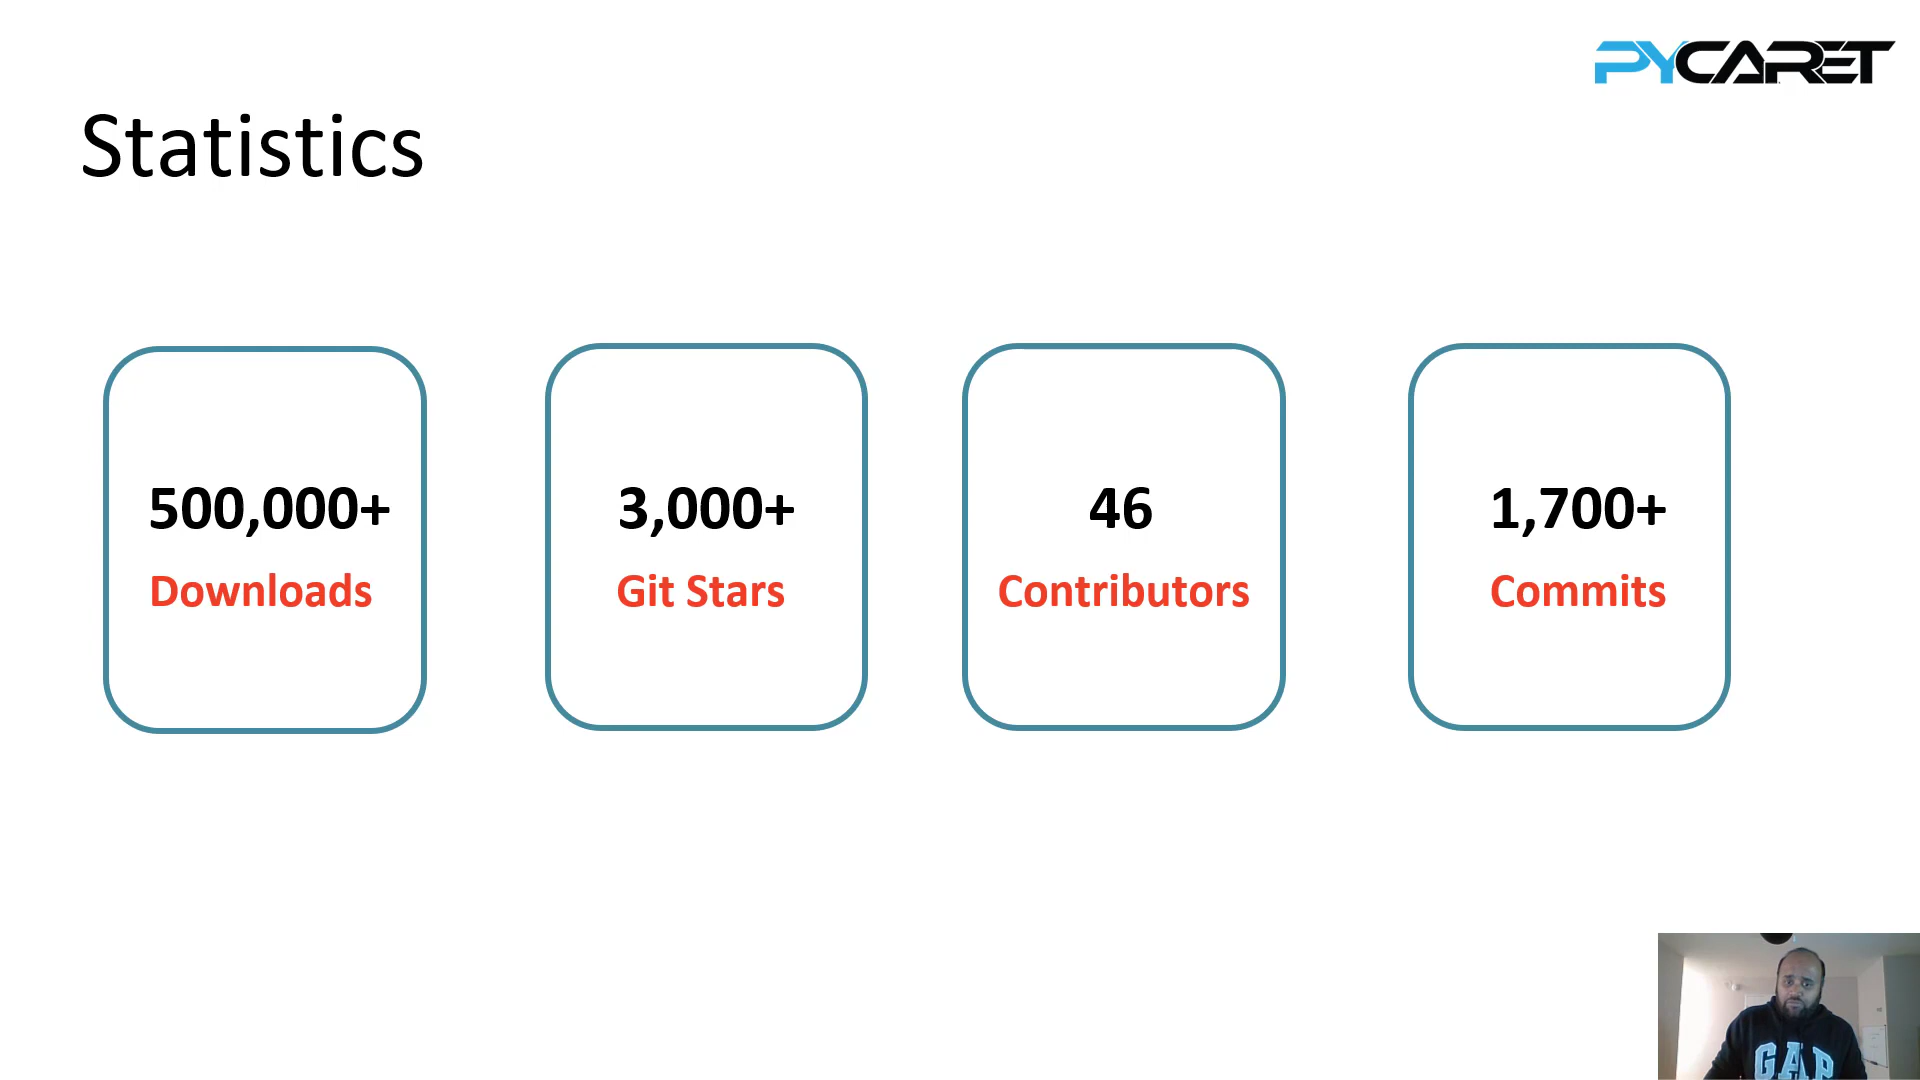 PYCARET
Statistics
500,000+
Downloads
3,000+
Git Stars
46
Contributors
1,700+
Commits
GAP